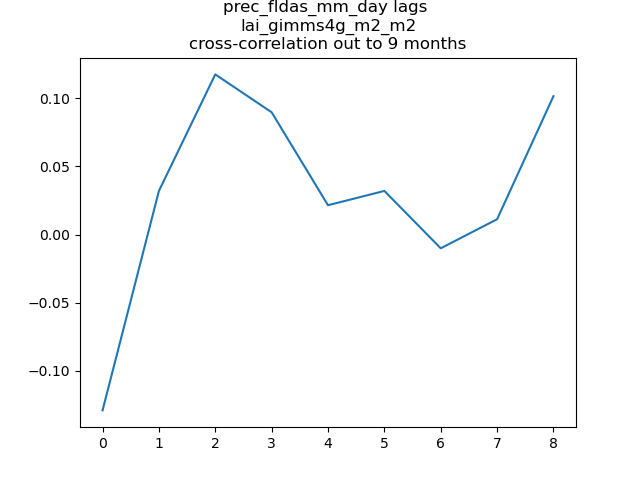 prec_fldas_mm_day lags
lai_gimms4g_m2_m2
cross-correlation out to 9 months
0.10
0.05
0.00
−0.05
−0.10
0 1 2 3 4 5 6 7 8